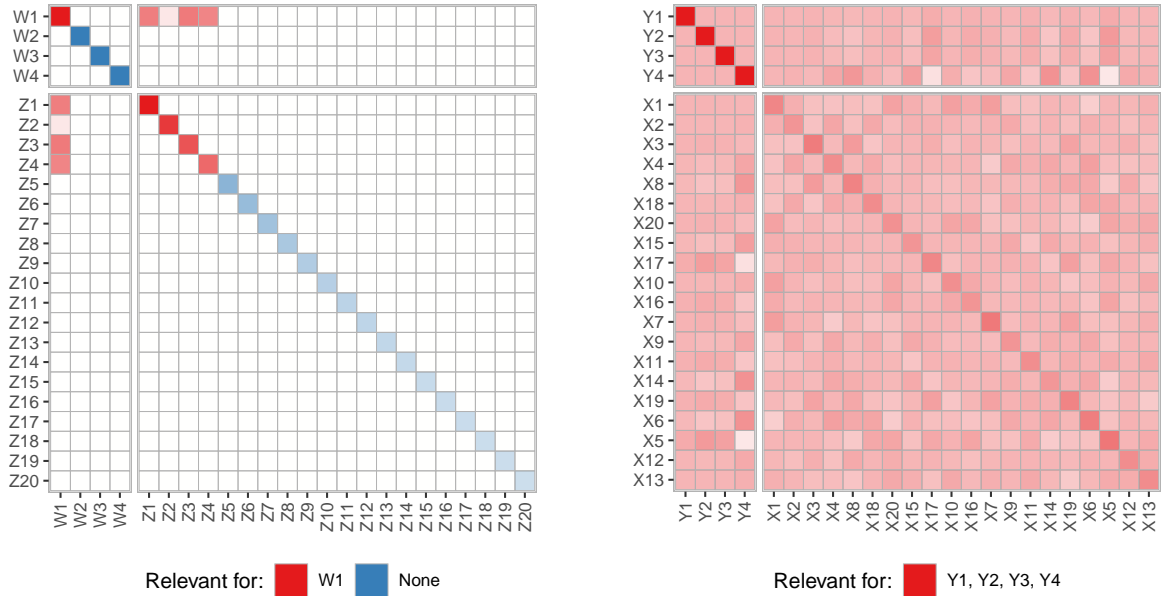 W1
W2
W3
W4
Z1
Z2
Z3
Z4
Z5
Z6
Z7
Z8
Z9
Z10
Z11
Z12
Z13
Z14
Z15
Z16
Z17
Z18
Z19
Z20
W1 W2 W3 W4 Z1 Z2 Z3 Z4 Z5 Z6 Z7 Z8 Z9 Z10 Z11 Z12 Z13 Z14 Z15 Z16 Z17 Z18 Z19 Z20
Relevant for: W1 None
Y1
Y2
Y3
Y4
X1
X2
X3
X4
X8
X18
X20
X15
X17
X10
X16
X7
X9
X11
X14
X19
X6
X5
X12
X13
Y1 Y2 Y3 Y4 X1 X2 X3 X4 X8 X18 X20 X15 X17 X10 X16 X7 X9 X11 X14 X19 X6 X5 X12 X13
Relevant for: Y1, Y2, Y3, Y4